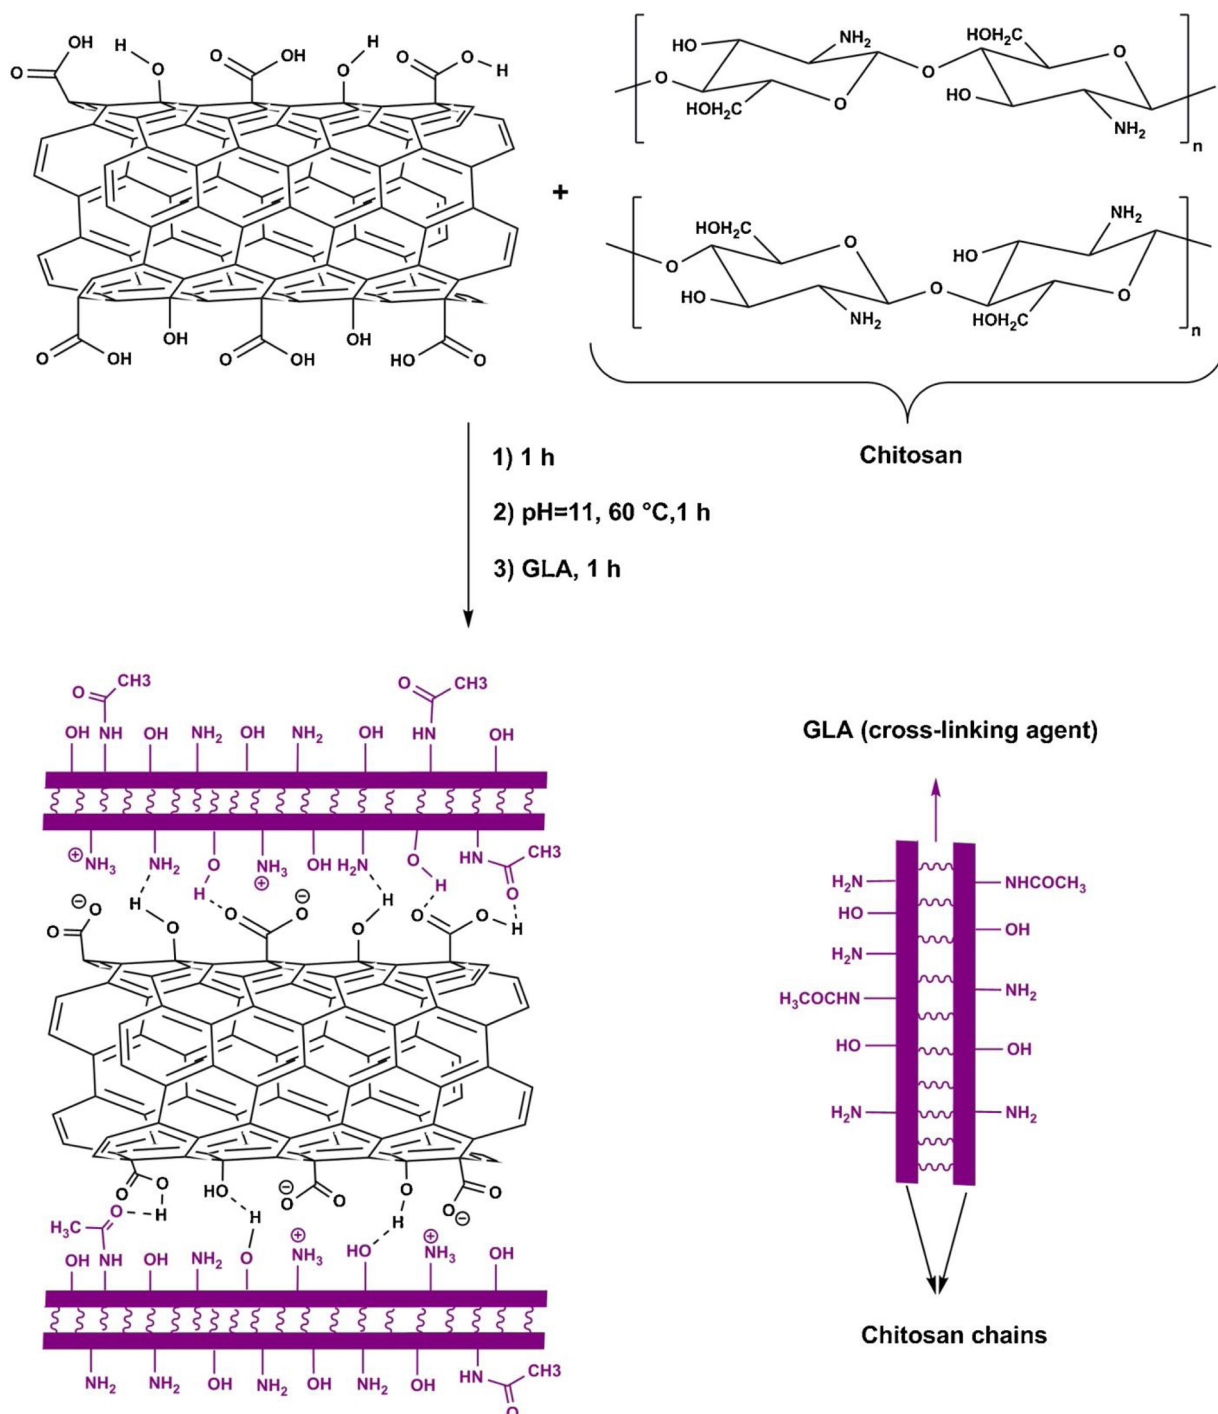 OH H OH H
O O O O O O H
+
O OH OH O OH OH HO O
HO NH₂ HOH₂C O
O O
HOH₂C O HO NH₂ n
HOH₂C O HO NH₂
O O
HO NH₂ HOH₂C O n
Chitosan
1) 1 h
2) pH=11, 60 °C,1 h
3) GLA, 1 h
O CH3 O CH3
OH NH OH NH₂ OH NH₂ OH HN OH
⊕ NH₃ NH₂ O NH₃ ⊕ OH H₂N O HN CH3
H H O
⊖ O H O O ⊖ H O O H
O O O
O O HO O ⊖ O O O ⊖
H H H
H₃C O O ⊕ HO ⊕
OH NH OH NH₂ NH₃ NH₃ OH
NH₂ NH₂ OH NH₂ OH NH₂ OH HN CH3
O
GLA (cross-linking agent)
H₂N NHCOCH₃
HO OH
H₂N
H₃COCHN NH₂
HO OH
H₂N NH₂
Chitosan chains